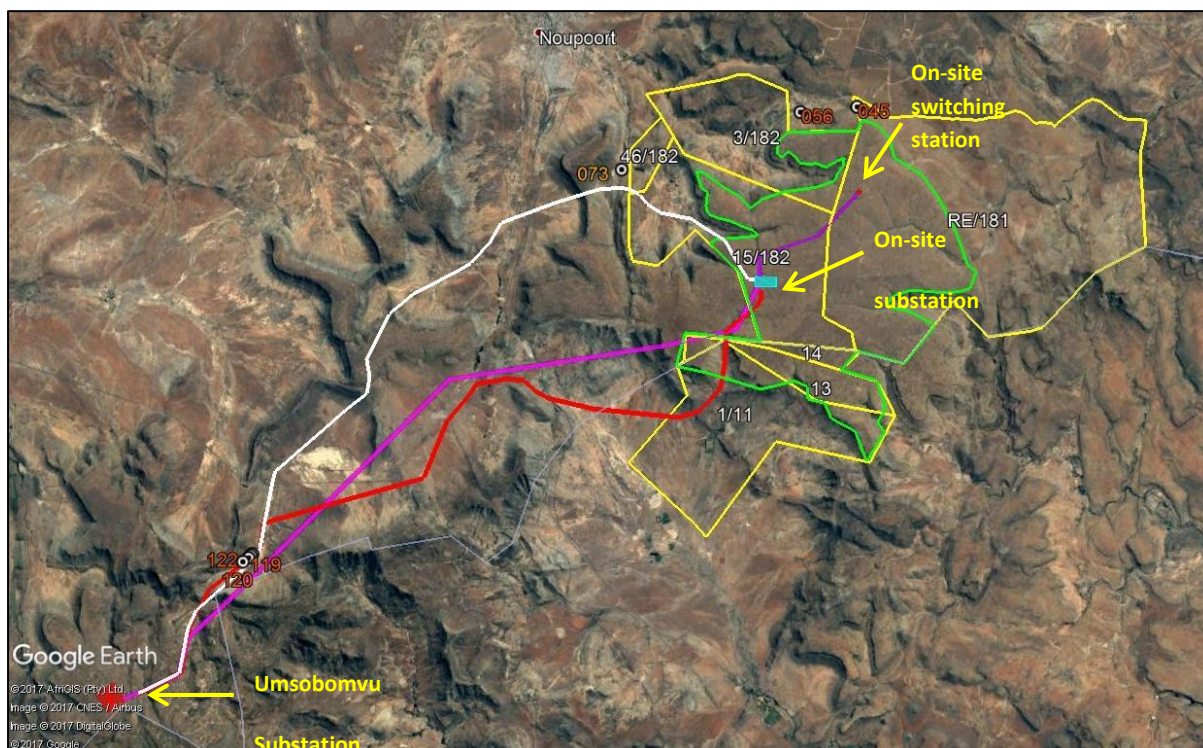 Noupoort
On-site
switching
station
056
045
3/182
46/182
073
RE/181
On-site
15/182
substation
14
13
1/11
122
119
120
Google Earth
Umsobomvu
© 2017 AfriGIS (Pty) Ltd
Image © 2017 CNES / Airbus
Image © 2017 DigitalGlobe
© 2017 Google
Substation